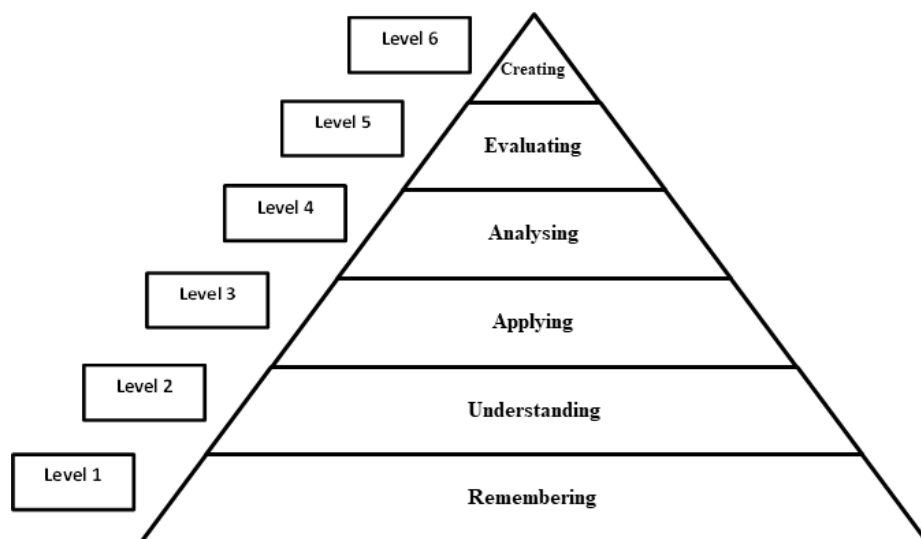 Level 6
Creating
Level 5
Evaluating
Level 4
Analysing
Level 3
Applying
Level 2
Understanding
Level 1
Remembering